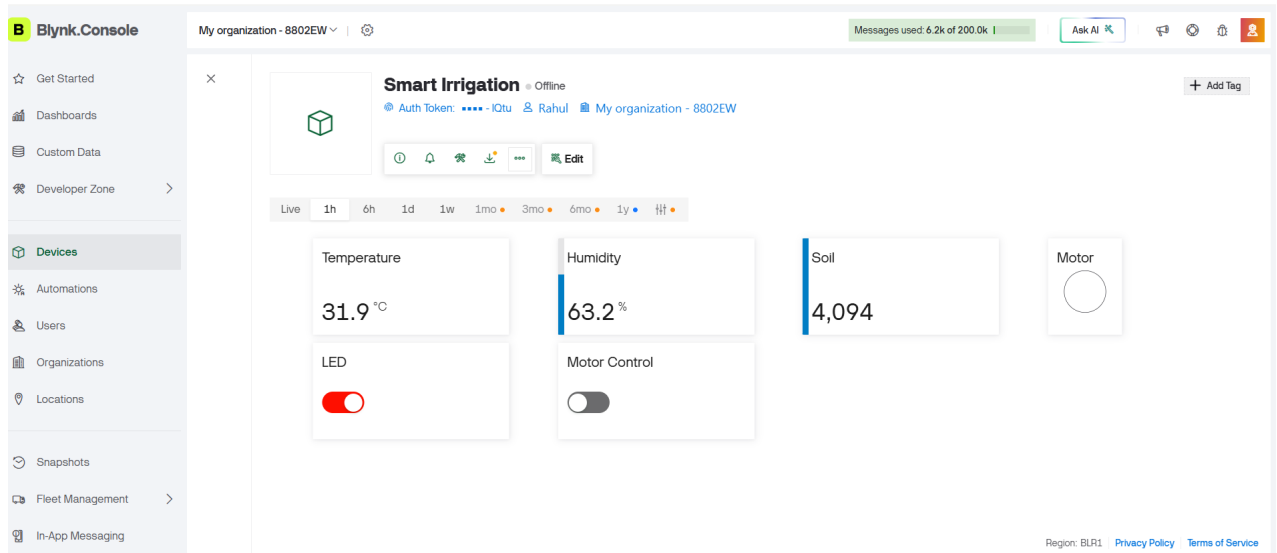 B Blynk.Console
My organization - 8802EW
Messages used: 6.2k of 200.0k
Ask AI
Get Started
Dashboards
Custom Data
Developer Zone
Devices
Automations
Users
Organizations
Locations
Snapshots
Fleet Management
In-App Messaging
Smart Irrigation Offline
Auth Token: •••• - IQtu Rahul My organization - 8802EW
Add Tag
Edit
Live 1h 6h 1d 1w 1mo 3mo 6mo 1y
Temperature
31.9 °C
Humidity
63.2 %
Soil
4,094
Motor
LED
Motor Control
Region: BLR1 Privacy Policy Terms of Service